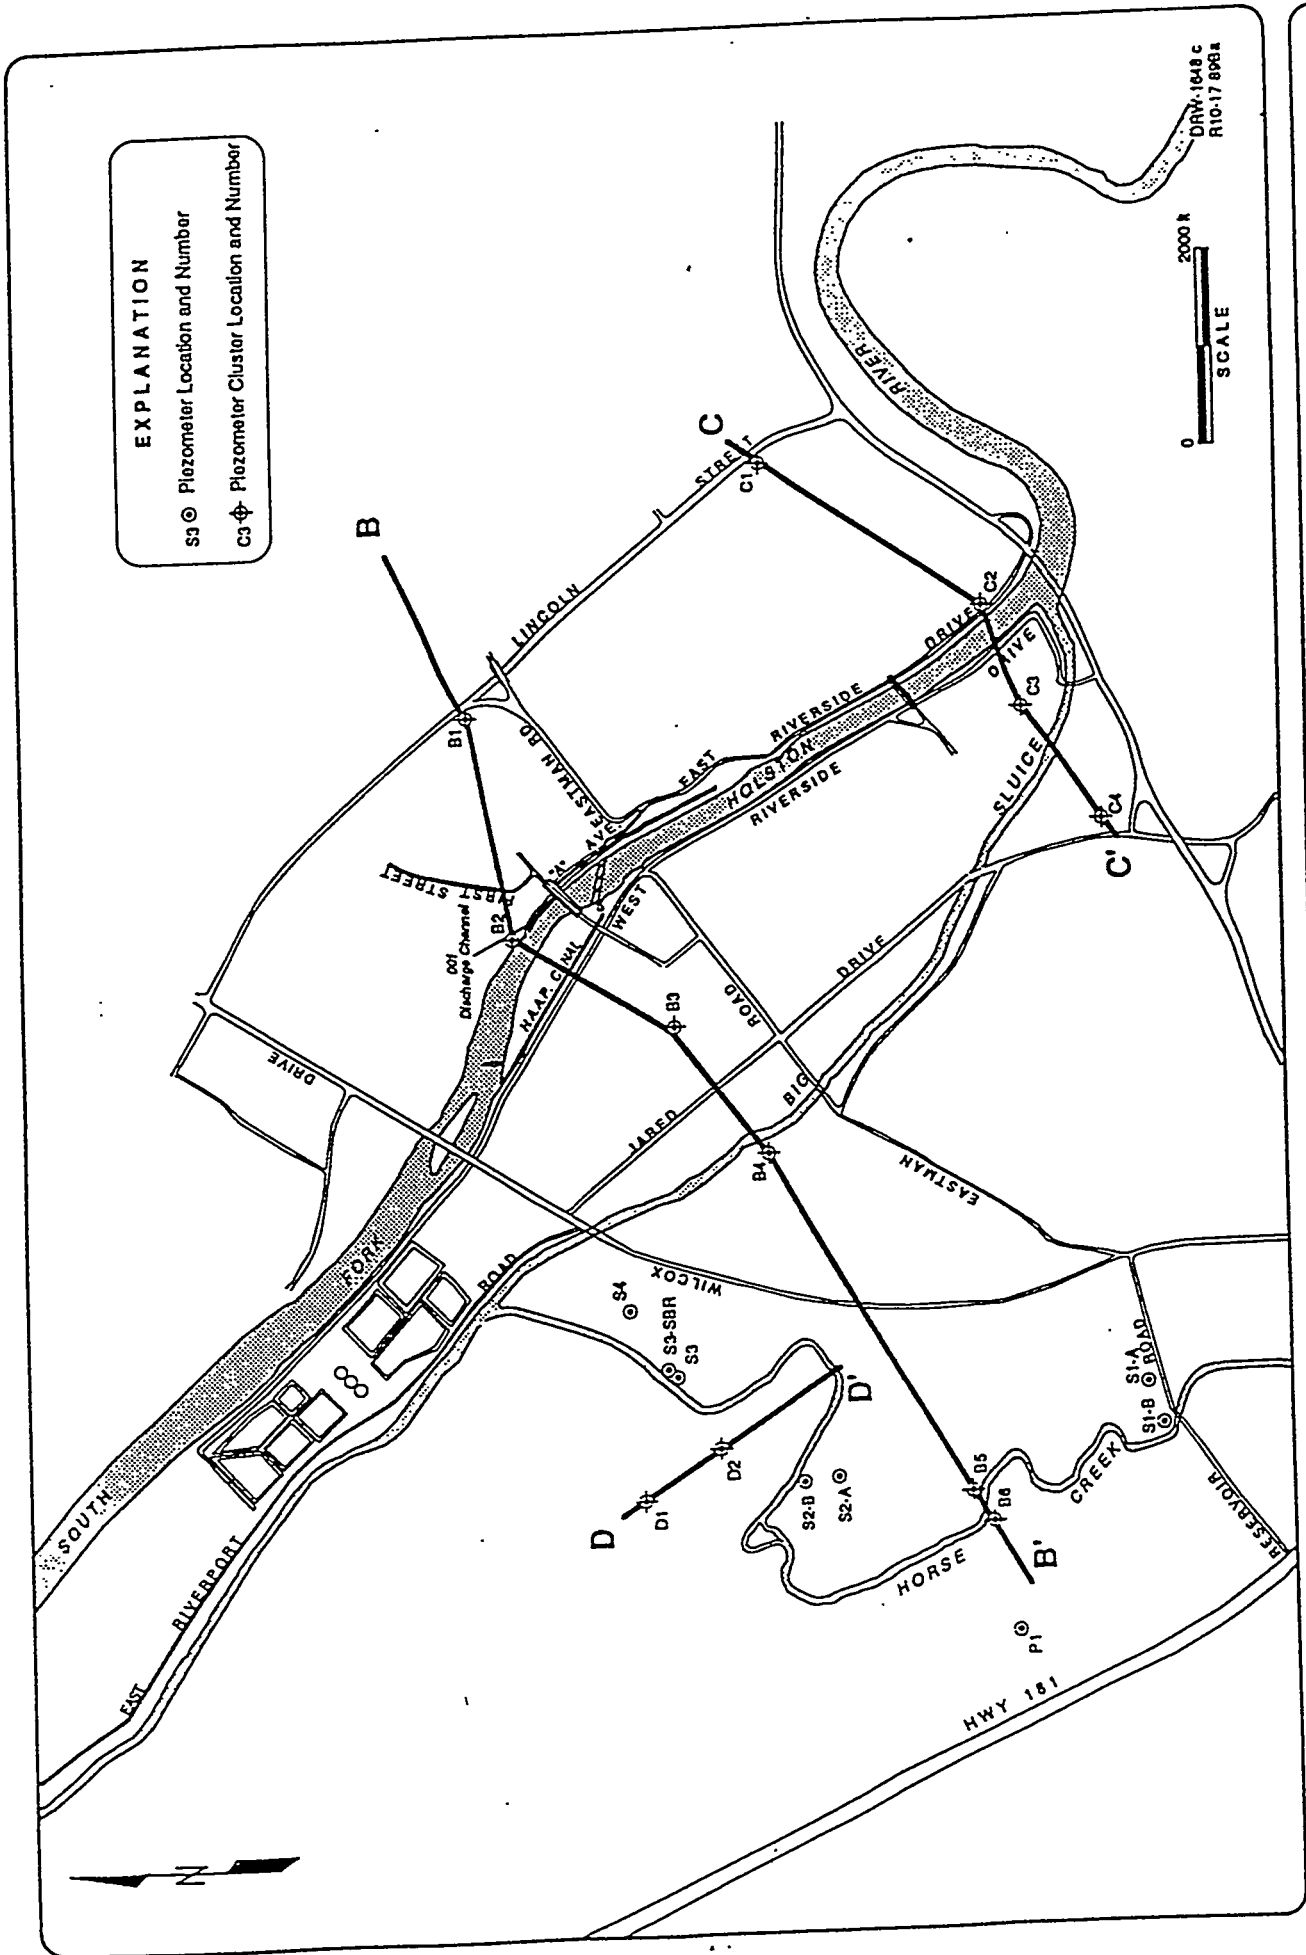 EXPLANATION
S3 Piezometer Location and Number
C3 Piezometer Cluster Location and Number
N
SOUTH
FORK
HOLSTON
RIVER
EAST
RIVERPORT
ROAD
DRIVE
WILCOX
JARED
DRIVE
BIG
SLUICE
ROAD
EASTMAN
H.A.A.P. CANAL
WEST
RIVERSIDE
DRIVE
EAST
RIVERSIDE
DRIVE
001
Discharge Channel
FIRST STREET
"A" AVE.
EASTMAN RD
LINCOLN
STREET
HORSE
CREEK
RESERVOIR
ROAD
HWY 181
B
B1
B2
B3
B4
B5
B6
B'
C
C1
C2
C3
C4
C'
D
D1
D2
D'
S4
S3-SBR
S3
S2-B
S2-A
S1-A
S1-B
P1
0
2000 ft
SCALE
DRW-1648 c
R10-17 89Ba